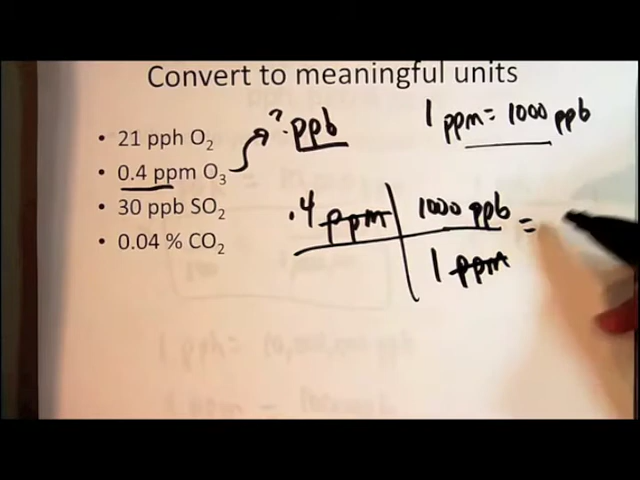 Convert to meaningful units
• 21 pph O₂
• 0.4 ppm O₃
• 30 ppb SO₂
• 0.04 % CO₂
? ppb
1 ppm = 1000 ppb
.4 ppm | 1000 ppb =
1 ppm